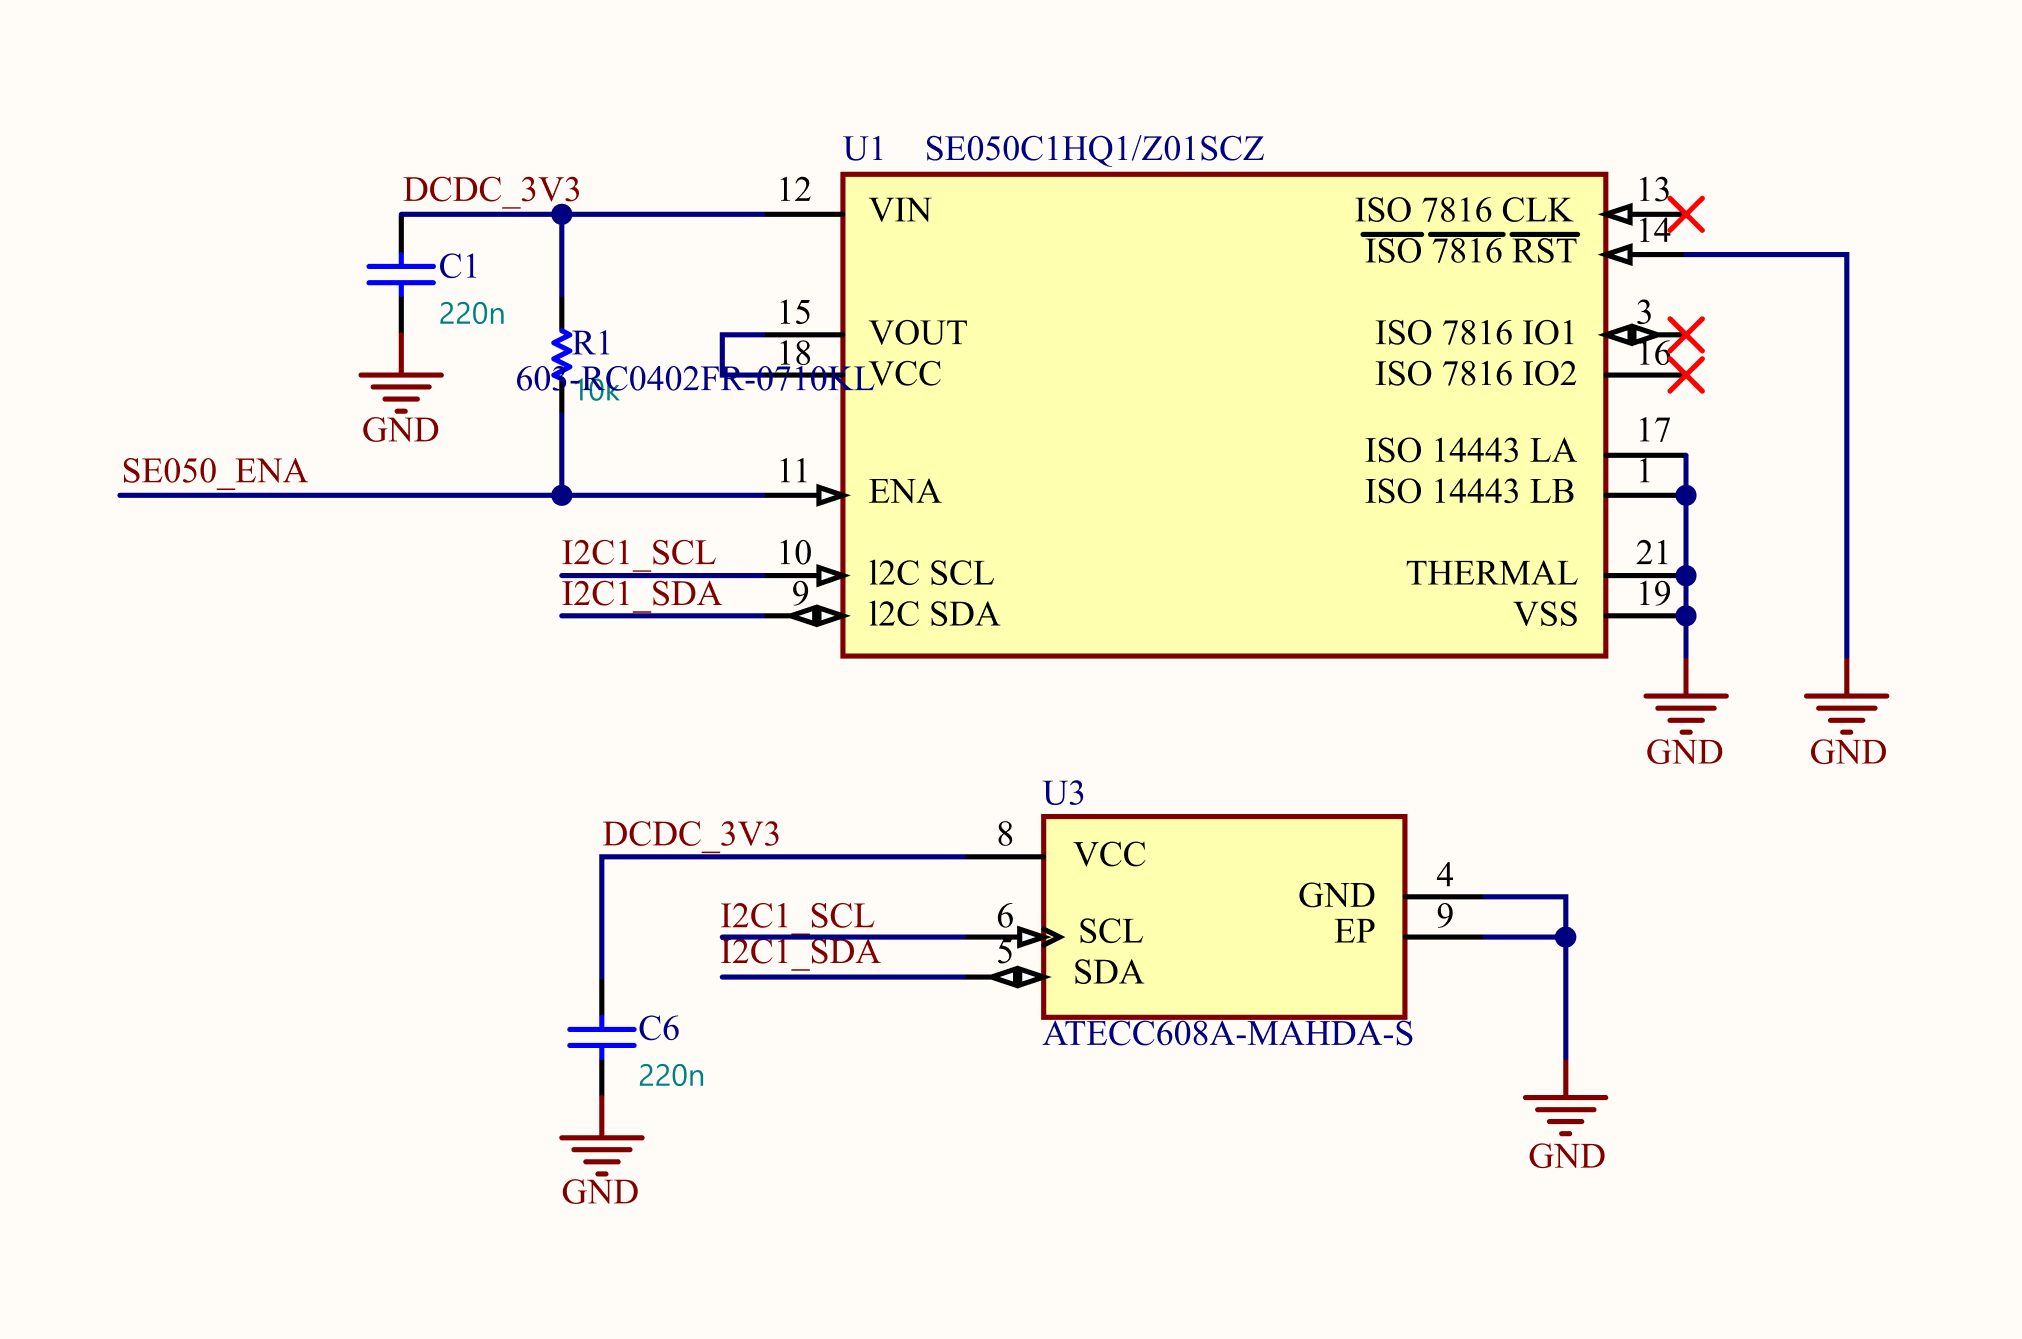 U1 SE050C1HQ1/Z01SCZ
DCDC_3V3
12
VIN
ISO 7816 CLK
13
ISO 7816 RST
14
C1
220n
GND
R1
603-RC0402FR-0710KL
10k
15
VOUT
18
VCC
ISO 7816 IO1
3
ISO 7816 IO2
16
ISO 14443 LA
17
SE050_ENA
11
ENA
ISO 14443 LB
1
I2C1_SCL
10
l2C SCL
THERMAL
21
I2C1_SDA
9
l2C SDA
VSS
19
GND
GND
U3
DCDC_3V3
8
VCC
GND
4
I2C1_SCL
6
SCL
EP
9
I2C1_SDA
5
SDA
ATECC608A-MAHDA-S
C6
220n
GND
GND